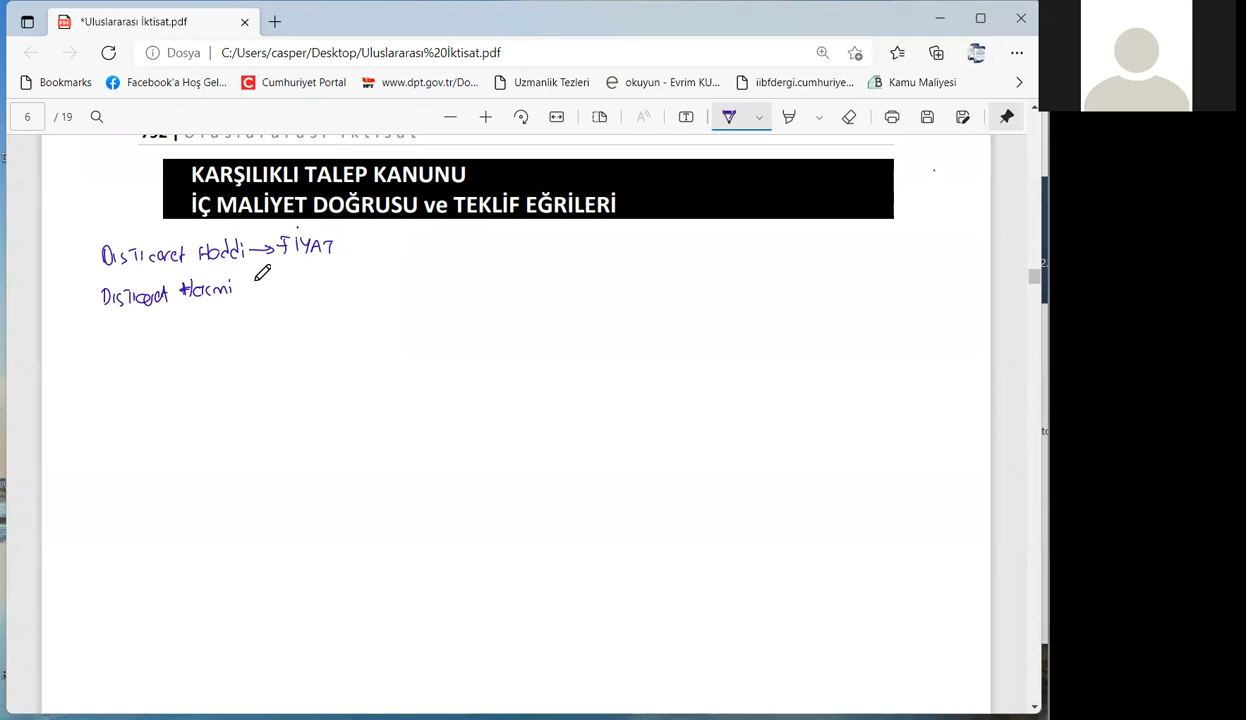 *Uluslararası İktisat.pdf
Dosya C:/Users/casper/Desktop/Uluslararası%20İktisat.pdf
Bookmarks Facebook'a Hoş Gel... Cumhuriyet Portal www.dpt.gov.tr/Do... Uzmanlık Tezleri okuyun - Evrim KU... iibfdergi.cumhuriye... Kamu Maliyesi
6 / 19
KARŞILIKLI TALEP KANUNU
İÇ MALİYET DOĞRUSU ve TEKLİF EĞRİLERİ
Dış Ticaret Haddi → FİYAT
Dış Ticaret Hacmi